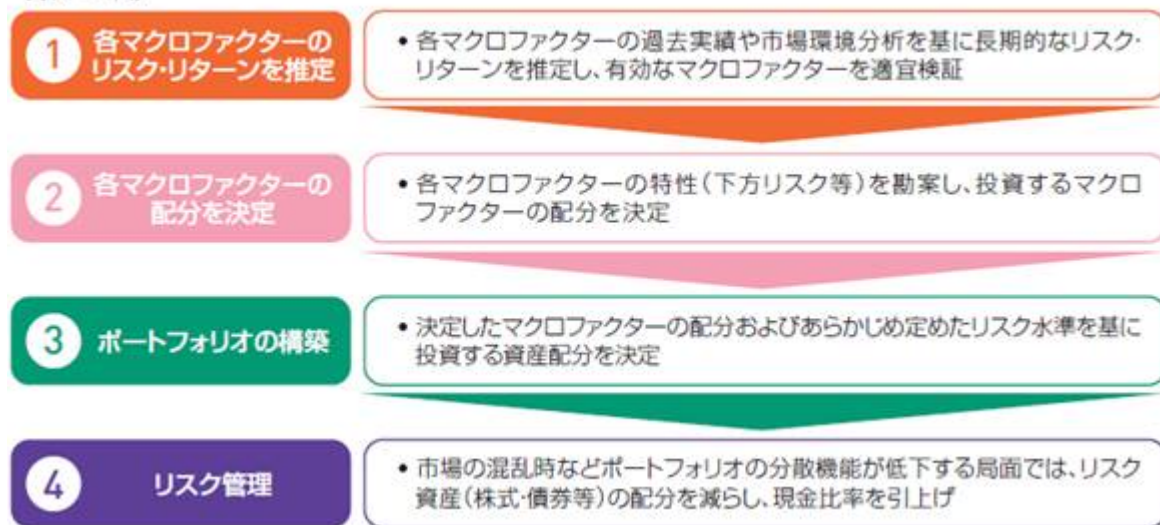 1
各マクロファクターの
リスク・リターンを推定
• 各マクロファクターの過去実績や市場環境分析を基に長期的なリスク・
リターンを推定し、有効なマクロファクターを適宜検証
2
各マクロファクターの
配分を決定
• 各マクロファクターの特性(下方リスク等)を勘案し、投資するマクロ
ファクターの配分を決定
3
ポートフォリオの構築
• 決定したマクロファクターの配分およびあらかじめ定めたリスク水準を基に
投資する資産配分を決定
4
リスク管理
• 市場の混乱時などポートフォリオの分散機能が低下する局面では、リスク
資産(株式・債券等)の配分を減らし、現金比率を引上げ